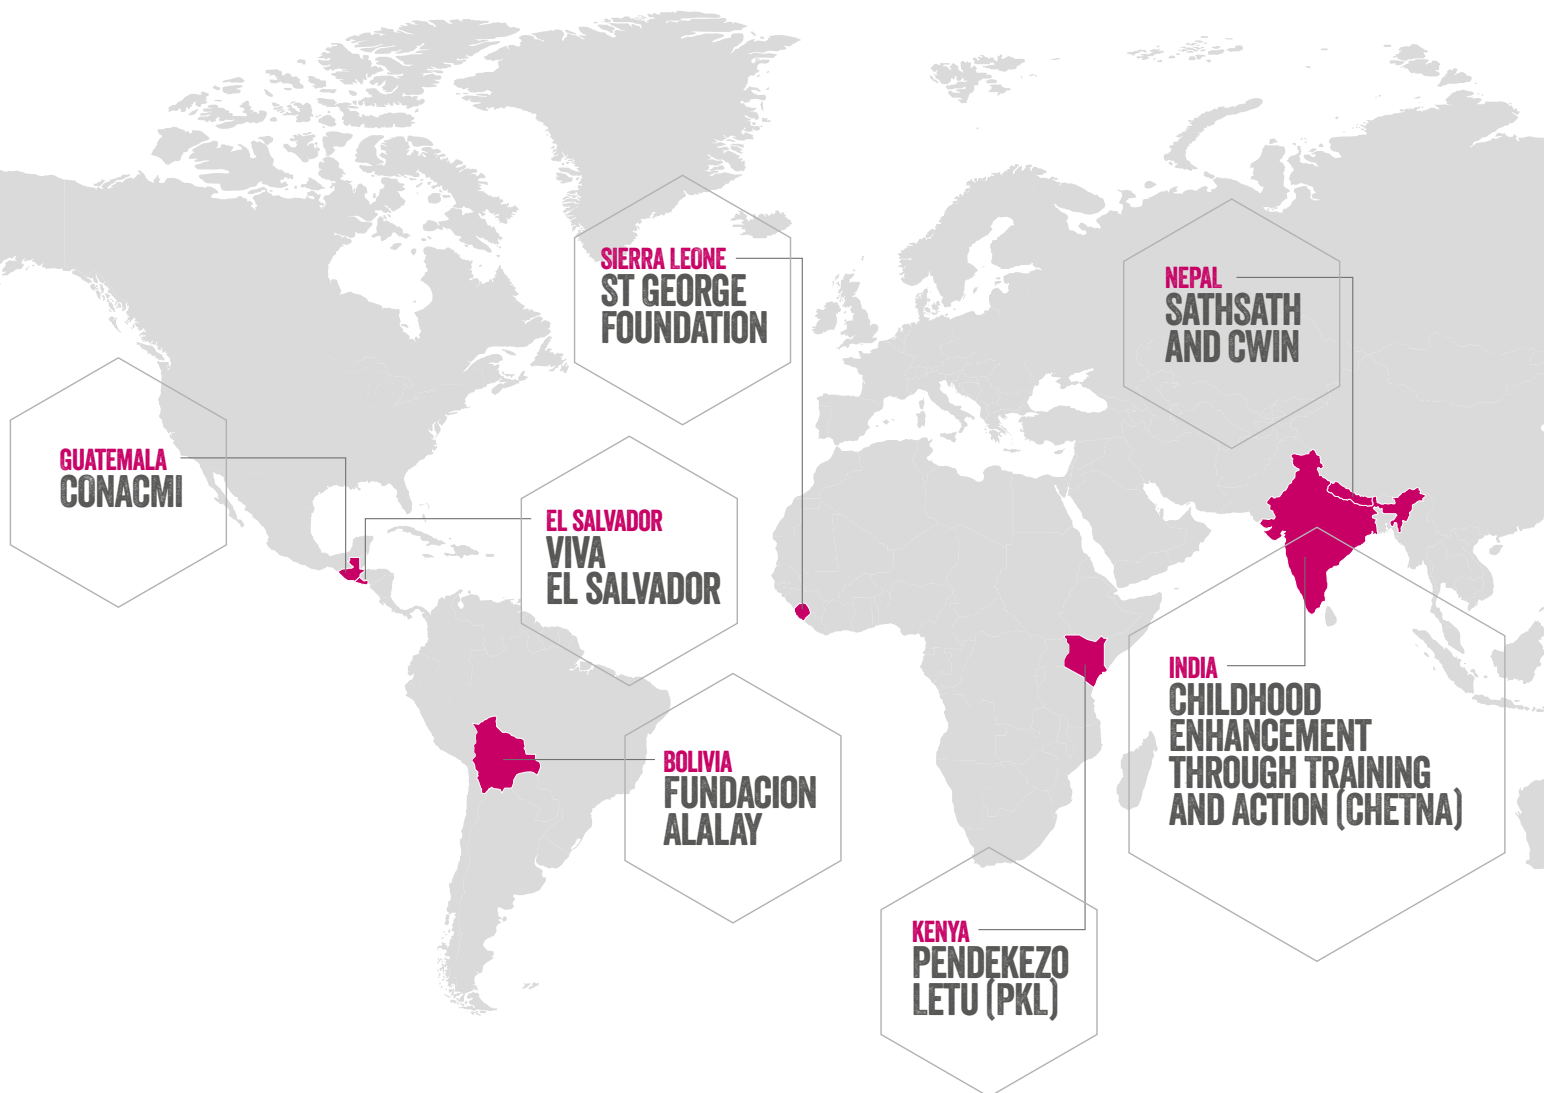 SIERRA LEONE
ST GEORGE
FOUNDATION
NEPAL
SATHSATH
AND CWIN
GUATEMALA
CONACMI
EL SALVADOR
VIVA
EL SALVADOR
INDIA
CHILDHOOD
ENHANCEMENT
THROUGH TRAINING
AND ACTION (CHETNA)
BOLIVIA
FUNDACION
ALALAY
KENYA
PENDEKEZO
LETU (PKL)